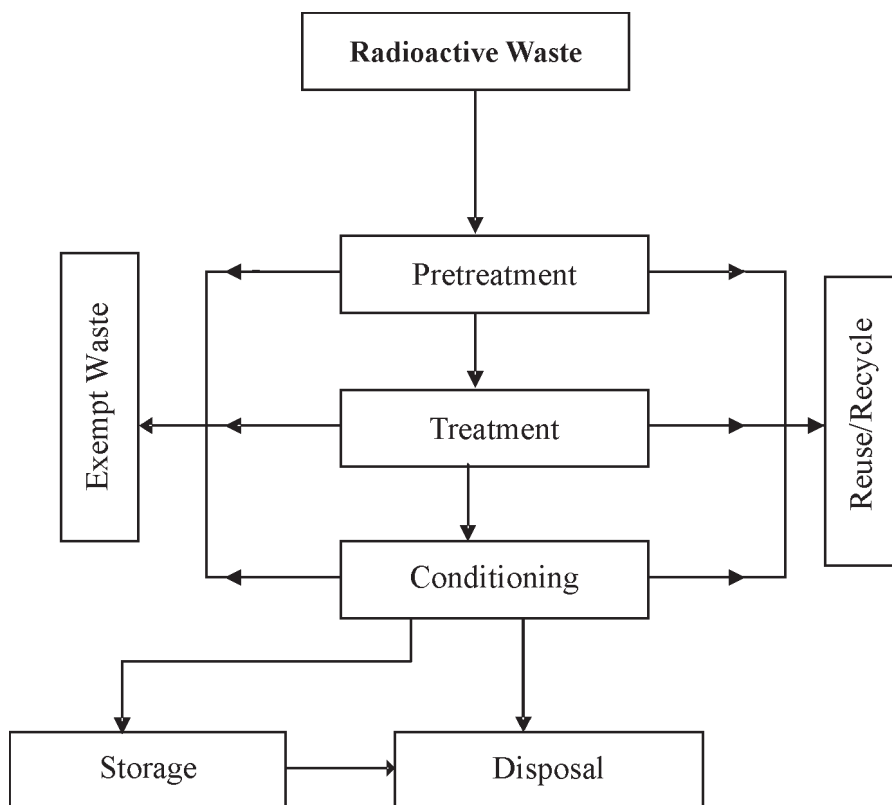 Radioactive Waste
Pretreatment
Exempt Waste
Treatment
Reuse/Recycle
Conditioning
Storage
Disposal